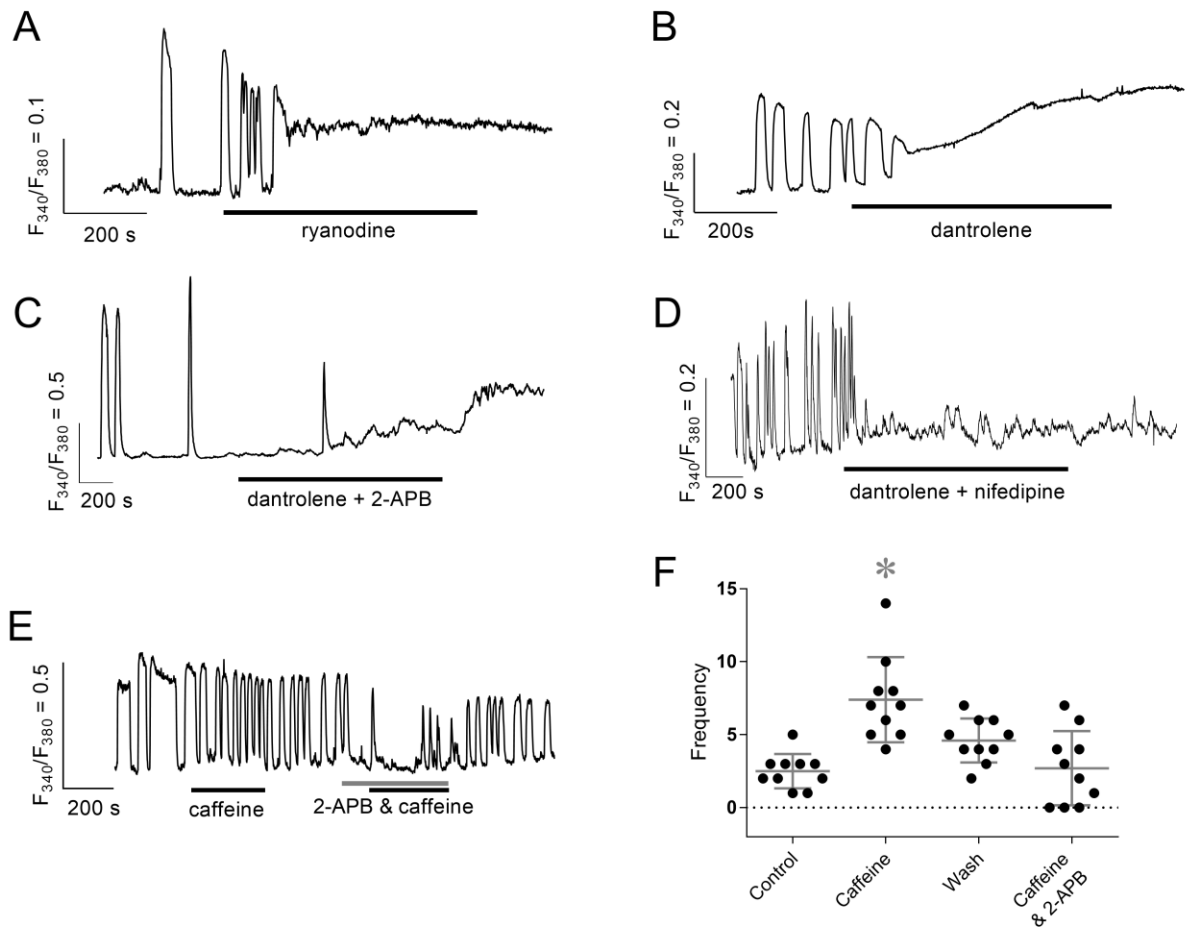 A
F340/F380 = 0.1
200 s
ryanodine
B
F340/F380 = 0.2
200s
dantrolene
C
F340/F380 = 0.5
200 s
dantrolene + 2-APB
D
F340/F380 = 0.2
200 s
dantrolene + nifedipine
E
F340/F380 = 0.5
200 s
caffeine
2-APB & caffeine
F
*
Frequency
15
10
5
0
Control
Caffeine
Wash
Caffeine
& 2-APB